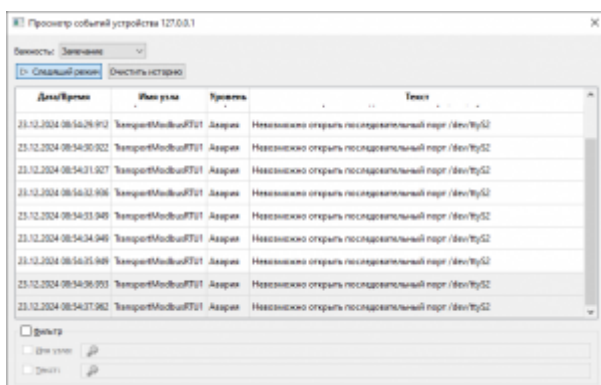 Просмотр событий устройства 127.0.0.1
Важность: Замечание
Следящий режим Очистить историю
Дата/Время Имя узла Уровень Текст
23.12.2024 08:54:29.912 TransportModbusRTU1 Авария Невозможно открыть последовательный порт /dev/ttyS2
23.12.2024 08:54:30.922 TransportModbusRTU1 Авария Невозможно открыть последовательный порт /dev/ttyS2
23.12.2024 08:54:31.927 TransportModbusRTU1 Авария Невозможно открыть последовательный порт /dev/ttyS2
23.12.2024 08:54:32.936 TransportModbusRTU1 Авария Невозможно открыть последовательный порт /dev/ttyS2
23.12.2024 08:54:33.949 TransportModbusRTU1 Авария Невозможно открыть последовательный порт /dev/ttyS2
23.12.2024 08:54:34.949 TransportModbusRTU1 Авария Невозможно открыть последовательный порт /dev/ttyS2
23.12.2024 08:54:35.949 TransportModbusRTU1 Авария Невозможно открыть последовательный порт /dev/ttyS2
23.12.2024 08:54:36.953 TransportModbusRTU1 Авария Невозможно открыть последовательный порт /dev/ttyS2
23.12.2024 08:54:37.962 TransportModbusRTU1 Авария Невозможно открыть последовательный порт /dev/ttyS2
Фильтр
Имя узла:
Текст: